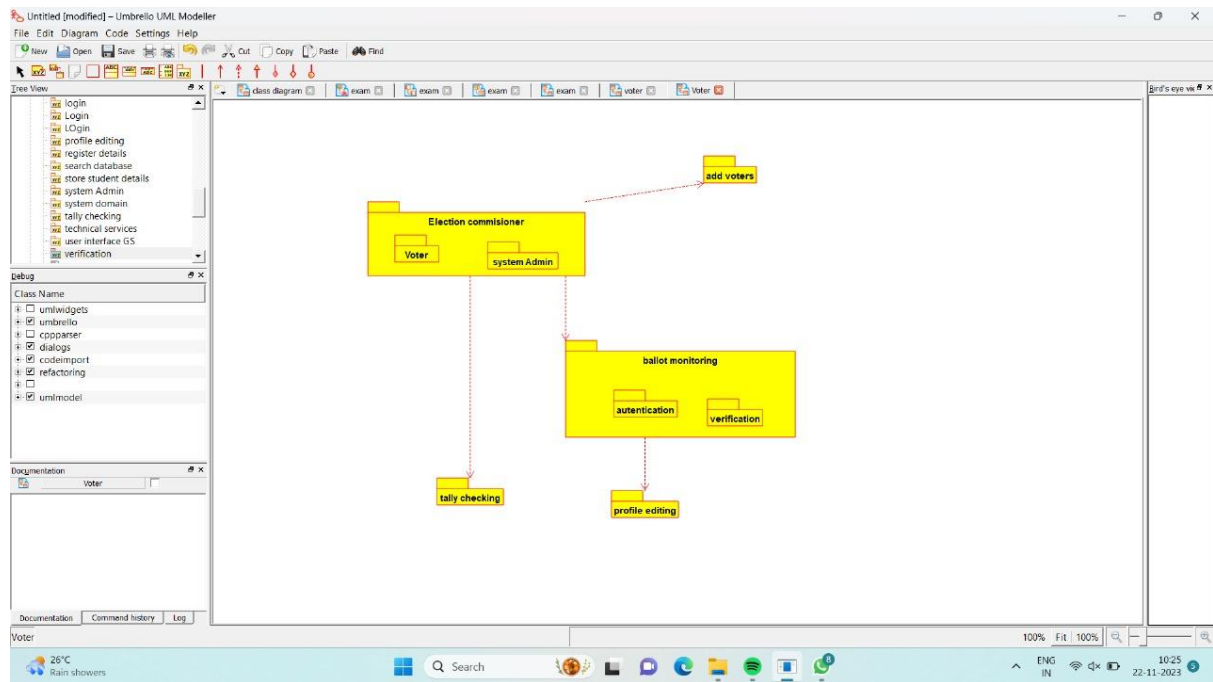 Untitled [modified] – Umbrello UML Modeller
File Edit Diagram Code Settings Help
New Open Save Cut Copy Paste Find
Tree View
class diagram exam exam exam exam voter Voter
Bird's eye vi
login
Login
LOgin
profile editing
register details
search database
store student details
system Admin
system domain
tally checking
technical services
user interface GS
verification
Debug
Class Name
umlwidgets
umbrello
cppparser
dialogs
codeimport
refactoring
umlmodel
Documentation
Voter
Documentation Command history Log
add voters
Election commisioner
Voter
system Admin
ballot monitoring
autentication
verification
tally checking
profile editing
Voter
100% Fit 100%
26°C
Rain showers
Search
8
ENG
IN
10:25
22-11-2023
5